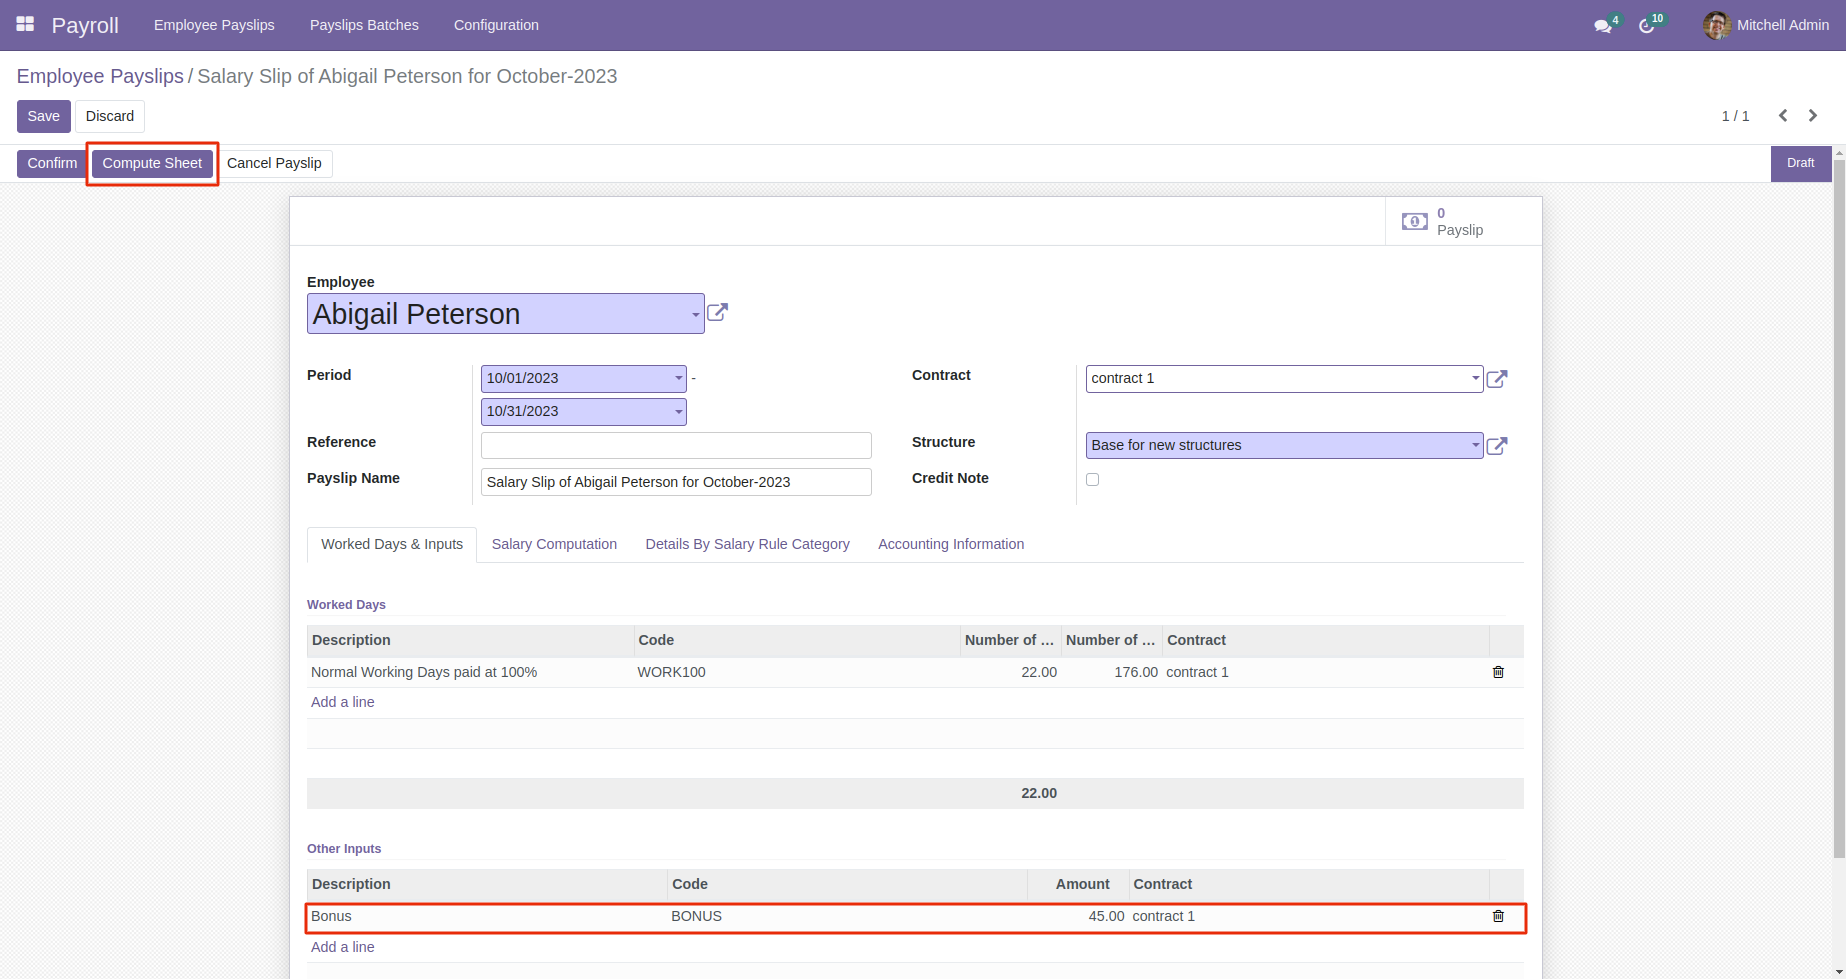 Payroll Employee Payslips Payslips Batches Configuration 4 10 Mitchell Admin
Employee Payslips / Salary Slip of Abigail Peterson for October-2023
Save Discard 1 / 1
Confirm Compute Sheet Cancel Payslip Draft
0
Payslip
Employee
Abigail Peterson
Period 10/01/2023 - Contract contract 1
10/31/2023
Reference Structure Base for new structures
Payslip Name Salary Slip of Abigail Peterson for October-2023 Credit Note
Worked Days & Inputs Salary Computation Details By Salary Rule Category Accounting Information
Worked Days
Description Code Number of ... Number of ... Contract
Normal Working Days paid at 100% WORK100 22.00 176.00 contract 1
Add a line
22.00
Other Inputs
Description Code Amount Contract
Bonus BONUS 45.00 contract 1
Add a line